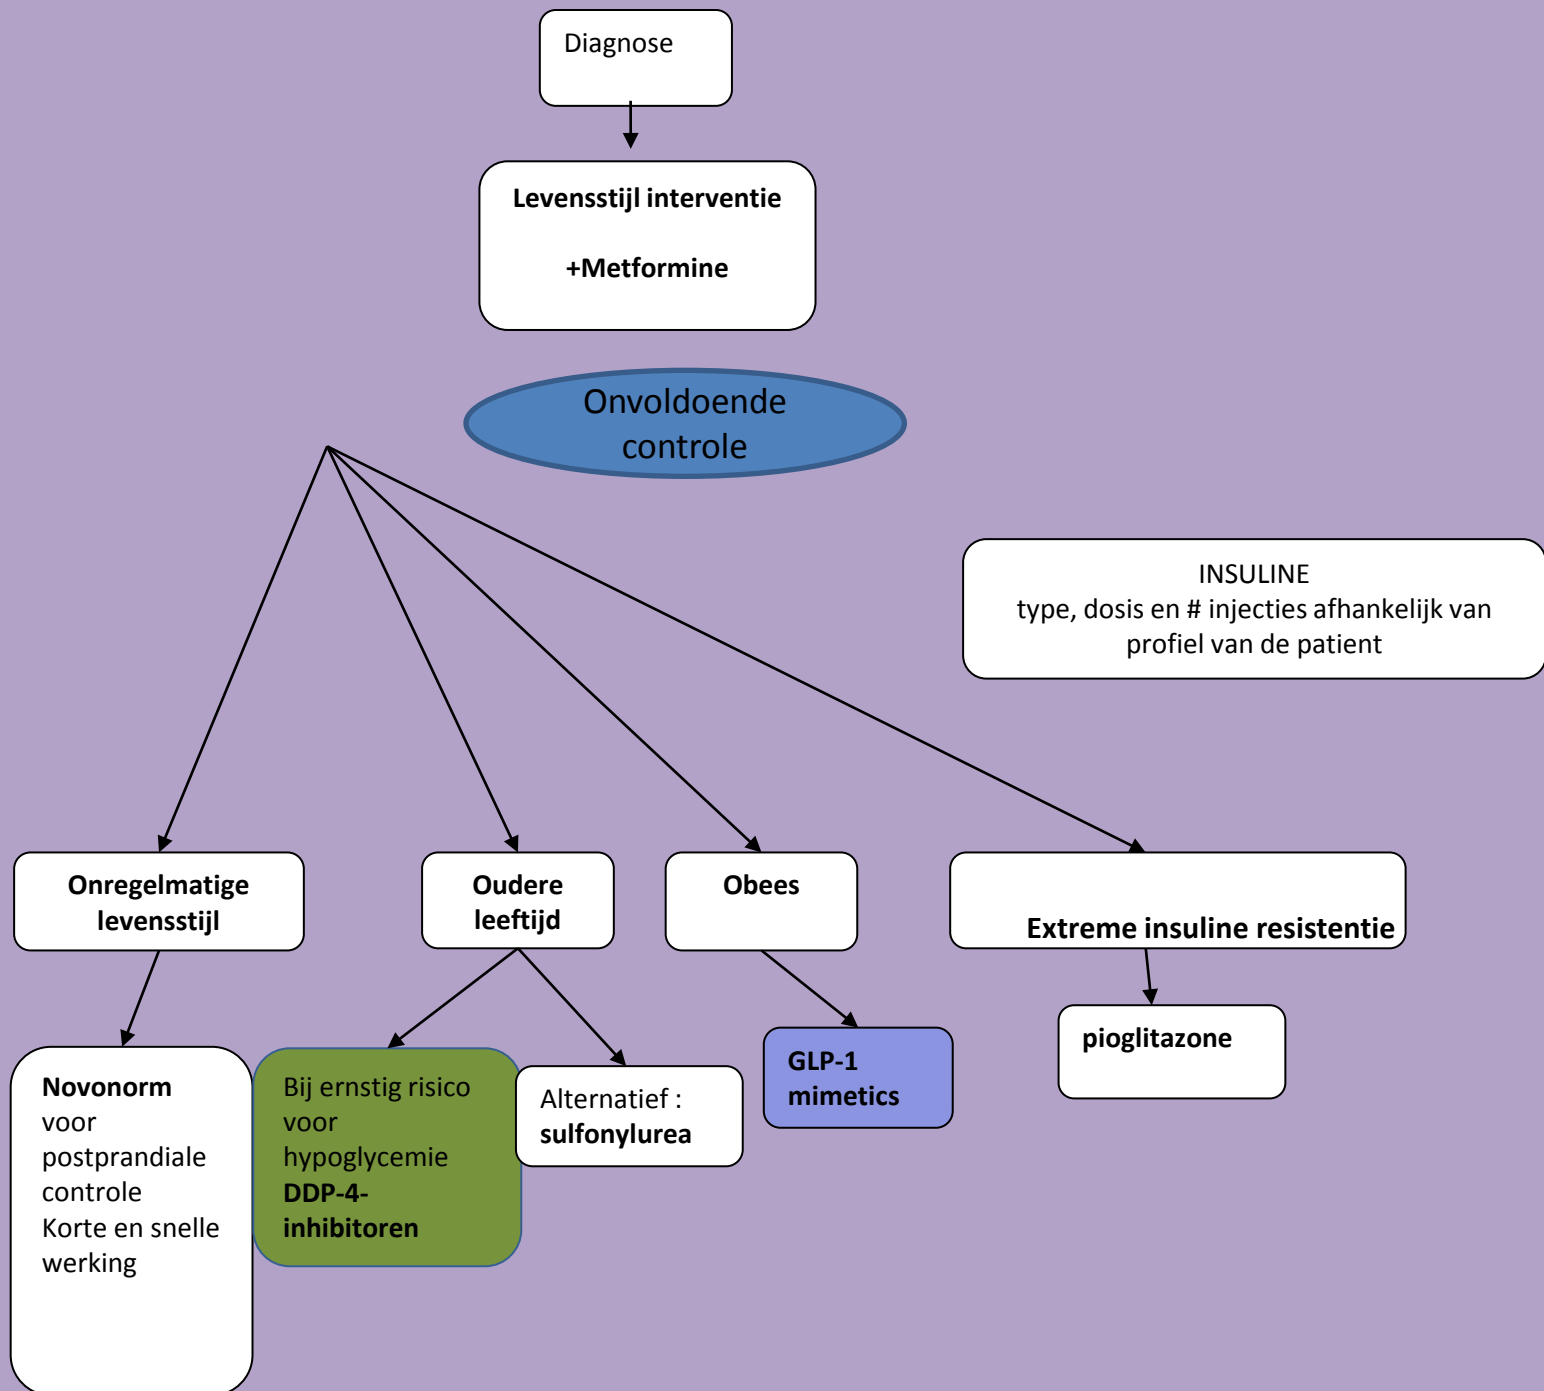 Diagnose
Levensstijl interventie
+Metformine
Onvoldoende
controle
INSULINE
type, dosis en # injecties afhankelijk van
profiel van de patient
Onregelmatige
levensstijl
Oudere
leeftijd
Obees
Extreme insuline resistentie
Novonorm
voor
postprandiale
controle
Korte en snelle
werking
Bij ernstig risico
voor
hypoglycemie
DDP-4-
inhibitoren
Alternatief :
sulfonylurea
GLP-1
mimetics
pioglitazone